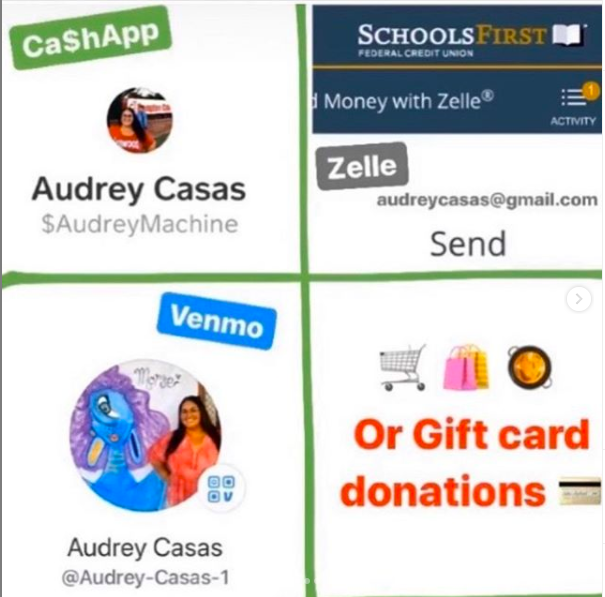 Ca$hApp
Audrey Casas
$AudreyMachine
SCHOOLSFIRST
FEDERAL CREDIT UNION
d Money with Zelle®
1
ACTIVITY
Zelle
audreycasas@gmail.com
Send
Venmo
Audrey Casas
@Audrey-Casas-1
Or Gift card
donations